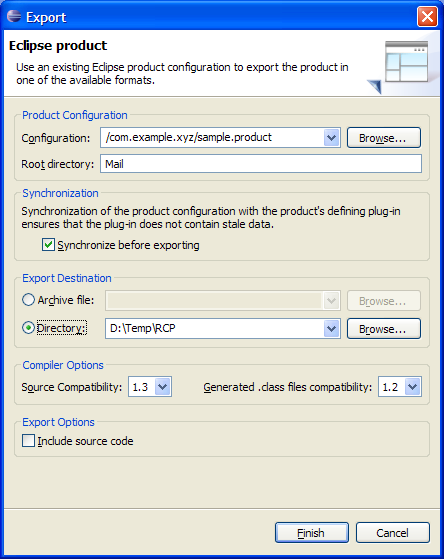 Export
Eclipse product
Use an existing Eclipse product configuration to export the product in
one of the available formats.
Product Configuration
Configuration: /com.example.xyz/sample.product Browse...
Root directory: Mail
Synchronization
Synchronization of the product configuration with the product's defining plug-in
ensures that the plug-in does not contain stale data.
Synchronize before exporting
Export Destination
Archive file: Browse...
Directory: D:\Temp\RCP Browse...
Compiler Options
Source Compatibility: 1.3 Generated .class files compatibility: 1.2
Export Options
Include source code
Finish Cancel